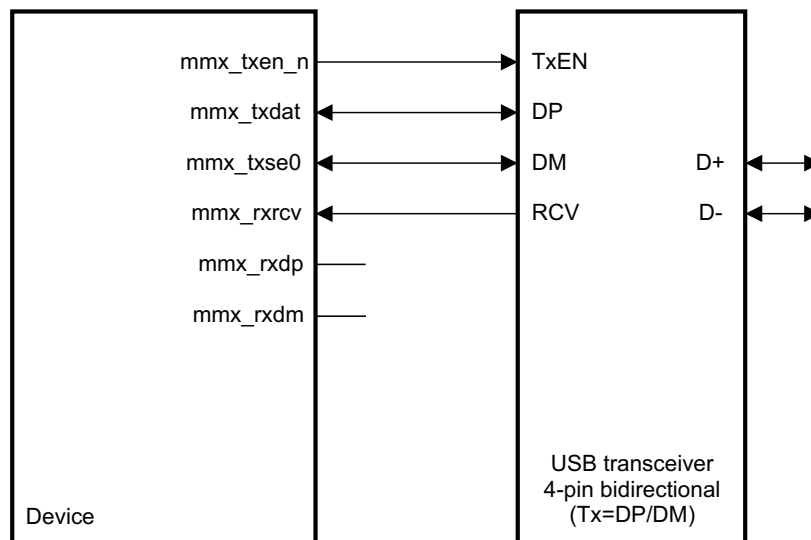 mmx_txen_n
TxEN
mmx_txdat
DP
mmx_txse0
DM
D+
mmx_rxrcv
RCV
D-
mmx_rxdp
mmx_rxdm
USB transceiver
4-pin bidirectional
(Tx=DP/DM)
Device